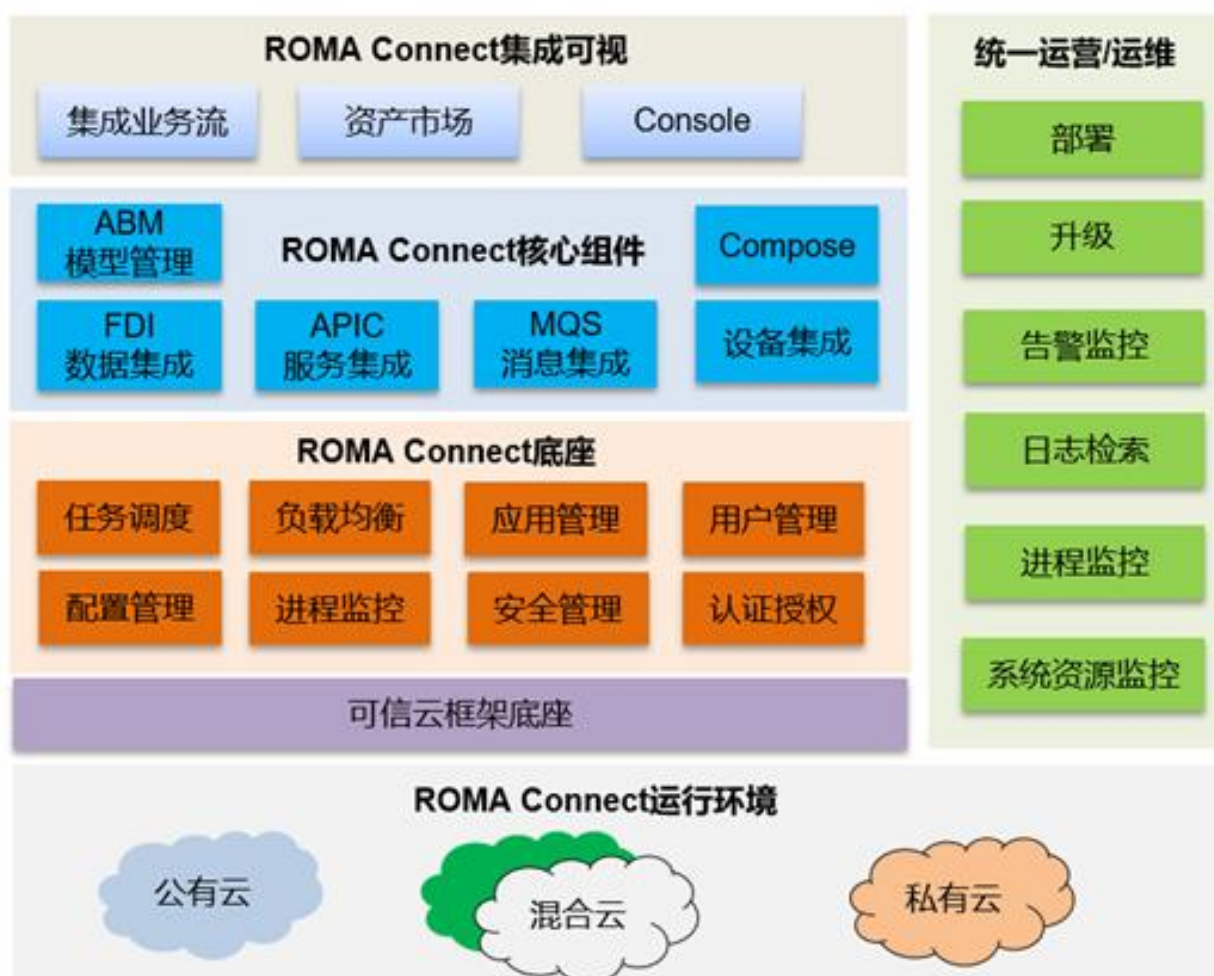 ROMA Connect集成可视
集成业务流
资产市场
Console
ABM
模型管理
ROMA Connect核心组件
Compose
FDI
数据集成
APIC
服务集成
MQS
消息集成
设备集成
ROMA Connect底座
任务调度
负载均衡
应用管理
用户管理
配置管理
进程监控
安全管理
认证授权
可信云框架底座
统一运营/运维
部署
升级
告警监控
日志检索
进程监控
系统资源监控
ROMA Connect运行环境
公有云
混合云
私有云